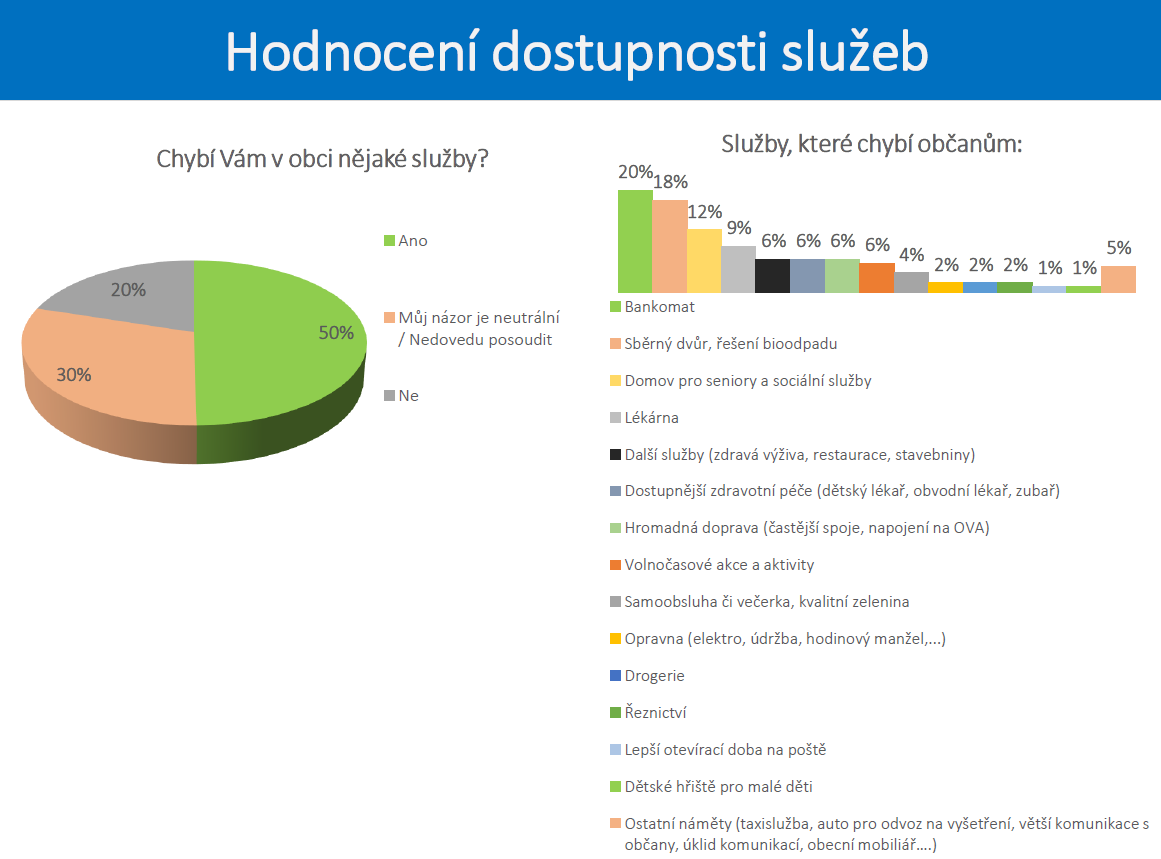 Hodnocení dostupnosti služeb
Chybí Vám v obci nějaké služby?
Ano
Můj názor je neutrální
/ Nedovedu posoudit
Ne
20%
50%
30%
Služby, které chybí občanům:
20%
18%
12%
9%
6%
6%
6%
6%
4%
2%
2%
2%
1%
1%
5%
Bankomat
Sběrný dvůr, řešení bioodpadu
Domov pro seniory a sociální služby
Lékárna
Další služby (zdravá výživa, restaurace, stavebniny)
Dostupnější zdravotní péče (dětský lékař, obvodní lékař, zubař)
Hromadná doprava (častější spoje, napojení na OVA)
Volnočasové akce a aktivity
Samoobsluha či večerka, kvalitní zelenina
Opravna (elektro, údržba, hodinový manžel,...)
Drogerie
Řeznictví
Lepší otevírací doba na poště
Dětské hřiště pro malé děti
Ostatní náměty (taxislužba, auto pro odvoz na vyšetření, větší komunikace s
občany, úklid komunikací, obecní mobiliář....)